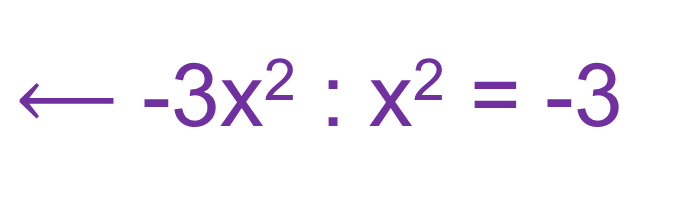 ← -3x² : x² = -3